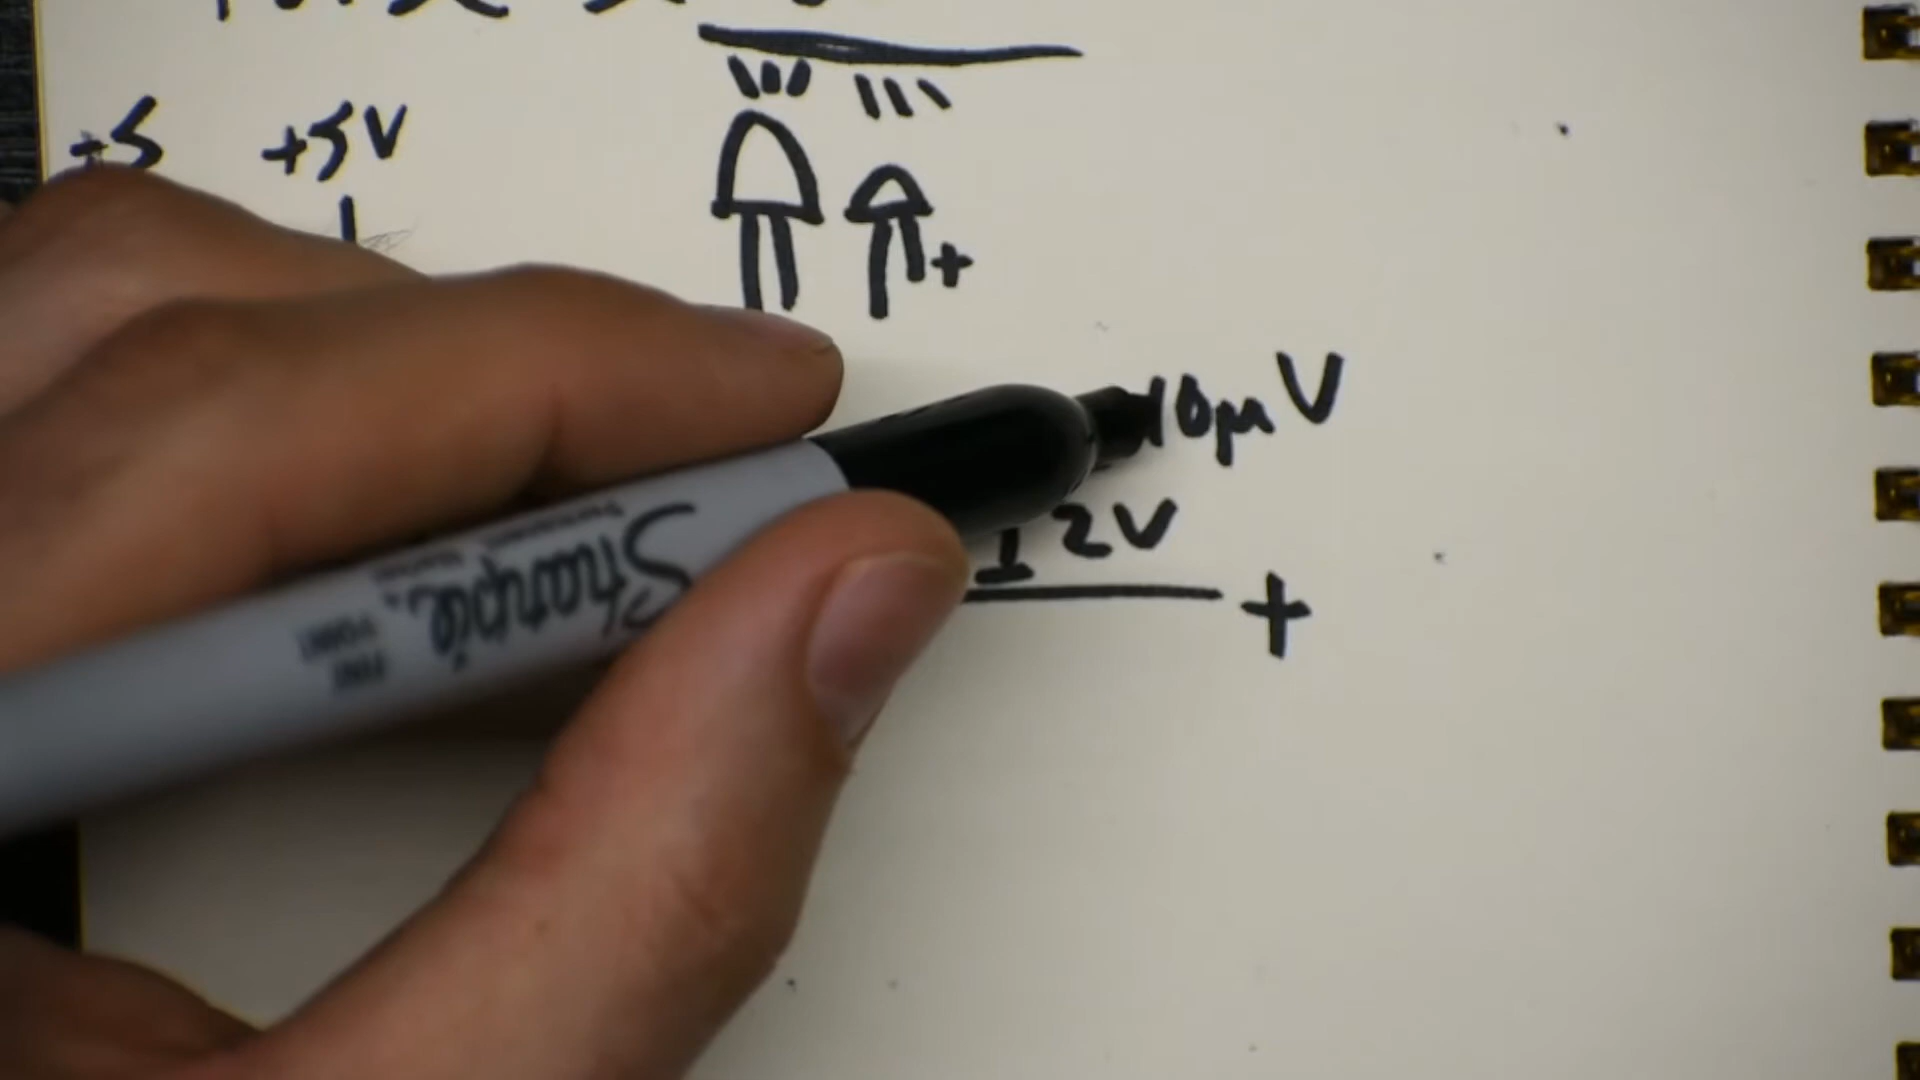 +5 +5V
+
10μV
12V
+
Sharpie.